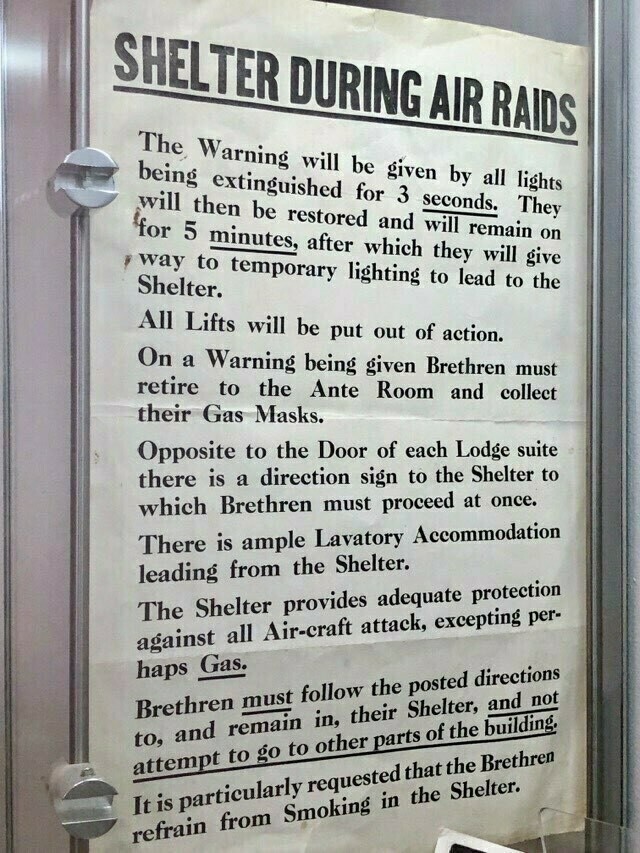 SHELTER DURING AIR RAIDS
The Warning will be given by all lights
being extinguished for 3 seconds. They
will then be restored and will remain on
for 5 minutes, after which they will give
way to temporary lighting to lead to the
Shelter.
All Lifts will be put out of action.
On a Warning being given Brethren must
retire to the Ante Room and collect
their Gas Masks.
Opposite to the Door of each Lodge suite
there is a direction sign to the Shelter to
which Brethren must proceed at once.
There is ample Lavatory Accommodation
leading from the Shelter.
The Shelter provides adequate protection
against all Air-craft attack, excepting per-
haps Gas.
Brethren must follow the posted directions
to, and remain in, their Shelter, and not
attempt to go to other parts of the building.
It is particularly requested that the Brethren
refrain from Smoking in the Shelter.